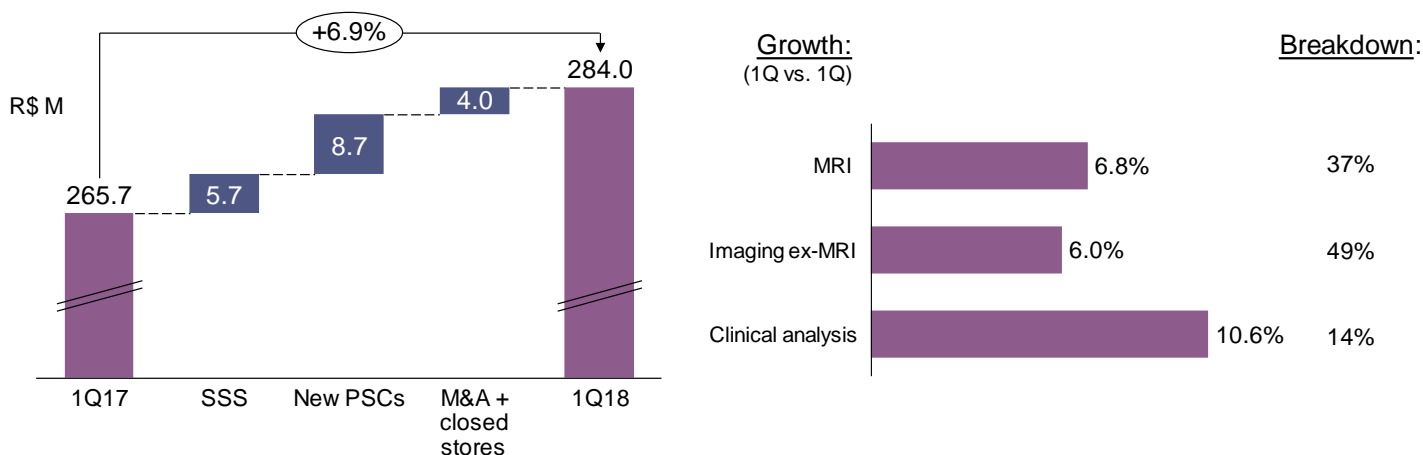 +6.9%
R$ M
265.7
5.7
8.7
4.0
284.0
1Q17
SSS
New PSCs
M&A +
closed
stores
1Q18
Growth:
(1Q vs. 1Q)
Breakdown:
MRI
6.8%
37%
Imaging ex-MRI
6.0%
49%
Clinical analysis
10.6%
14%